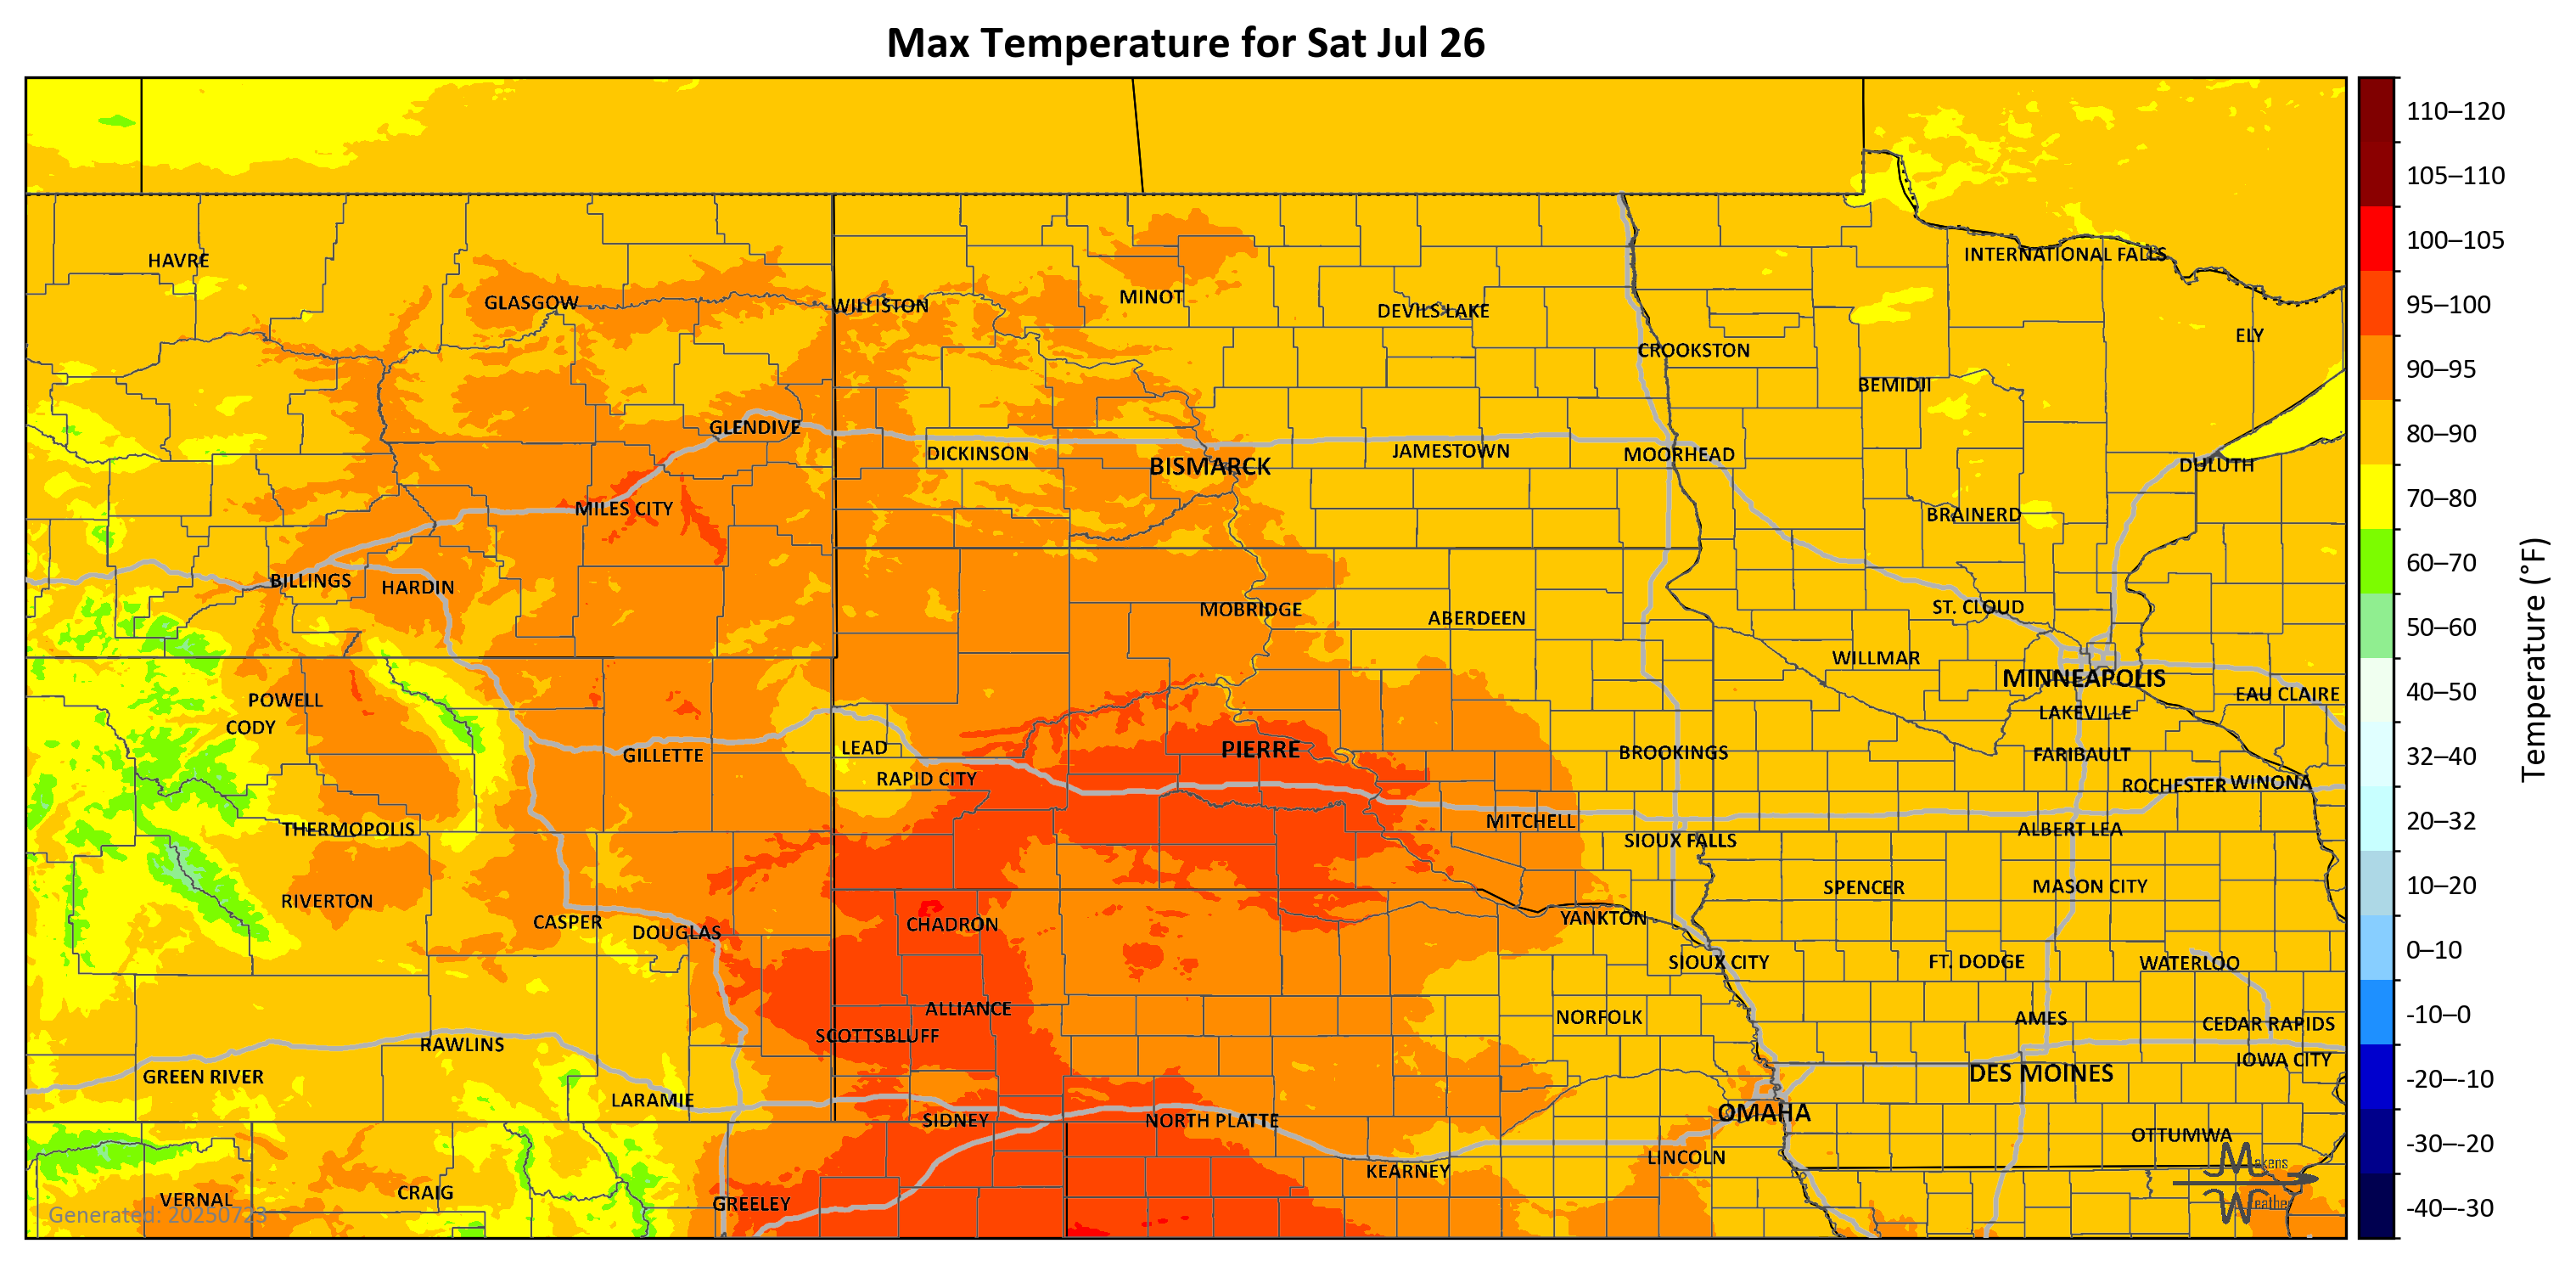 Max Temperature for Sat Jul 26
110–120
105–110
100–105
95–100
90–95
80–90
70–80
60–70
50–60
40–50
32–40
20–32
10–20
0–10
-10–0
-20–-10
-30–-20
-40–-30
Temperature (°F)
HAVRE
INTERNATIONAL FALLS
GLASGOW
WILLISTON
MINOT
DEVILS LAKE
ELY
CROOKSTON
BEMIDJI
GLENDIVE
DICKINSON
BISMARCK
JAMESTOWN
MOORHEAD
DULUTH
MILES CITY
BRAINERD
BILLINGS
HARDIN
MOBRIDGE
ABERDEEN
ST. CLOUD
WILLMAR
MINNEAPOLIS
POWELL
EAU CLAIRE
CODY
LAKEVILLE
LEAD
PIERRE
BROOKINGS
GILLETTE
FARIBAULT
RAPID CITY
ROCHESTER
WINONA
THERMOPOLIS
MITCHELL
SIOUX FALLS
ALBERT LEA
RIVERTON
SPENCER
MASON CITY
CASPER
DOUGLAS
CHADRON
YANKTON
SIOUX CITY
FT. DODGE
WATERLOO
ALLIANCE
NORFOLK
AMES
CEDAR RAPIDS
SCOTTSBLUFF
RAWLINS
IOWA CITY
GREEN RIVER
DES MOINES
LARAMIE
SIDNEY
NORTH PLATTE
OMAHA
OTTUMWA
LINCOLN
KEARNEY
VERNAL
CRAIG
GREELEY
Makens
Weather
Generated: 20250723